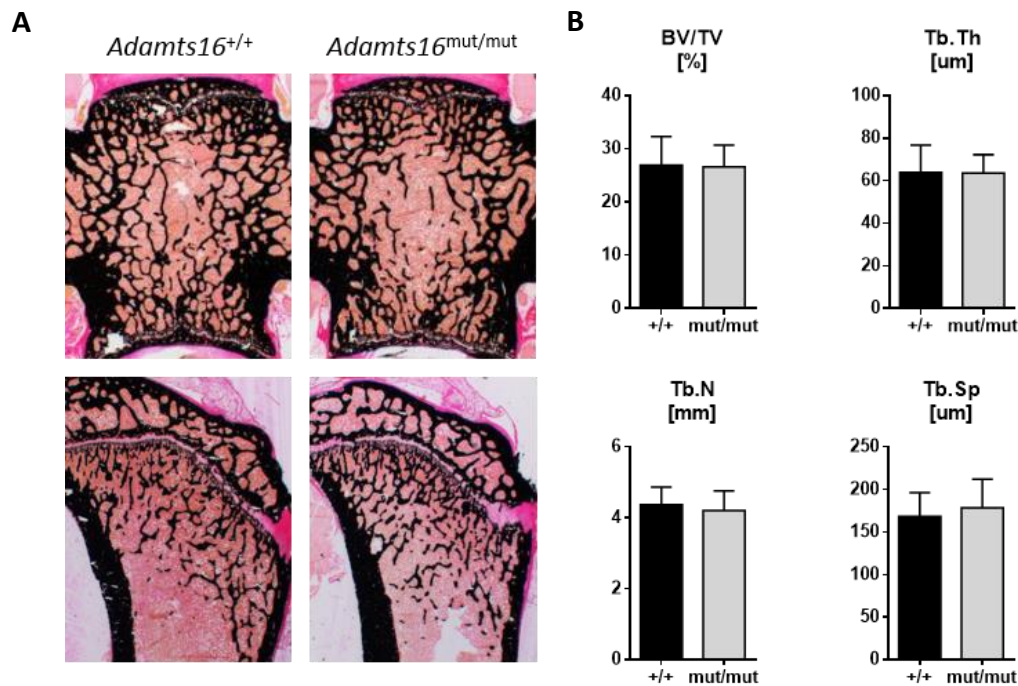 A
B
Adamts16+/+
Adamts16mut/mut
BV/TV
[%]
40
30
20
10
0
+/+
mut/mut
Tb.Th
[um]
100
80
60
40
20
0
+/+
mut/mut
Tb.N
[mm]
6
4
2
0
+/+
mut/mut
Tb.Sp
[um]
250
200
150
100
50
0
+/+
mut/mut